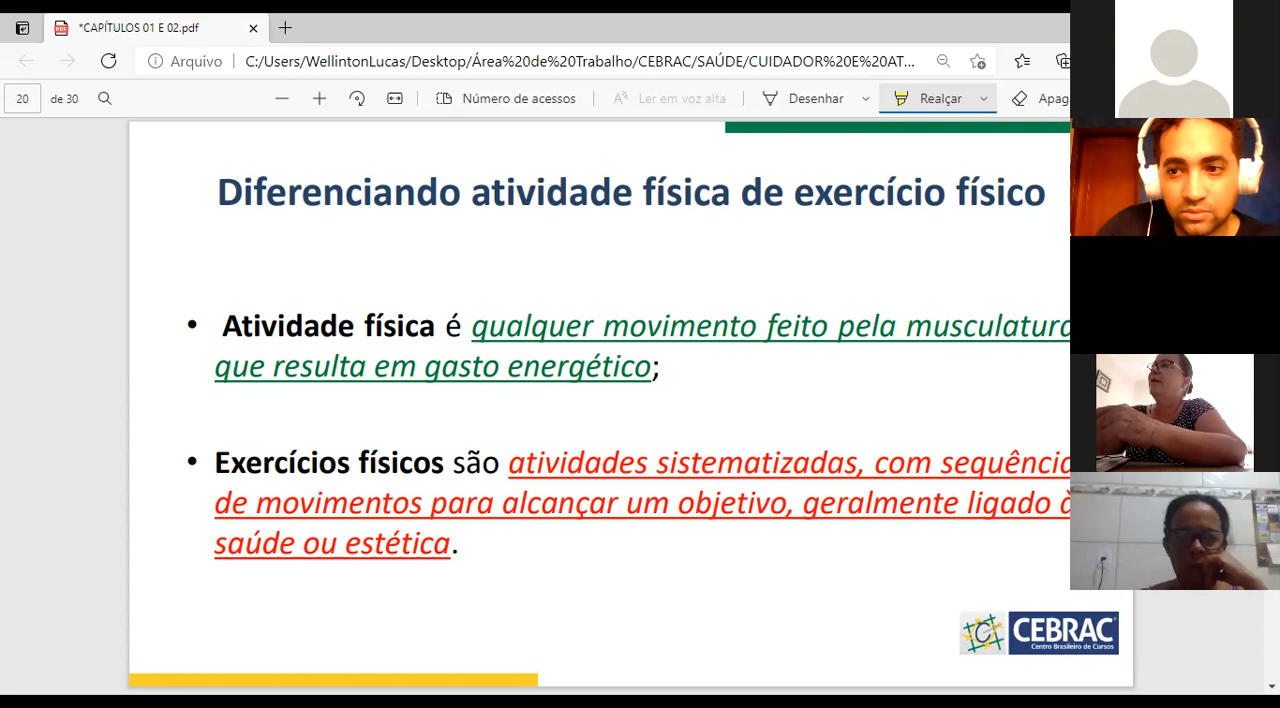 *CAPÍTULOS 01 E 02.pdf
Arquivo
C:/Users/WellintonLucas/Desktop/Área%20de%20Trabalho/CEBRAC/SAÚDE/CUIDADOR%20E%20AT...
20 de 30
Número de acessos
Ler em voz alta
Desenhar
Realçar
Diferenciando atividade física de exercício físico
• Atividade física é qualquer movimento feito pela musculatura
que resulta em gasto energético;
• Exercícios físicos são atividades sistematizadas, com sequência
de movimentos para alcançar um objetivo, geralmente ligado à
saúde ou estética.
CEBRAC
Centro Brasileiro de Cursos